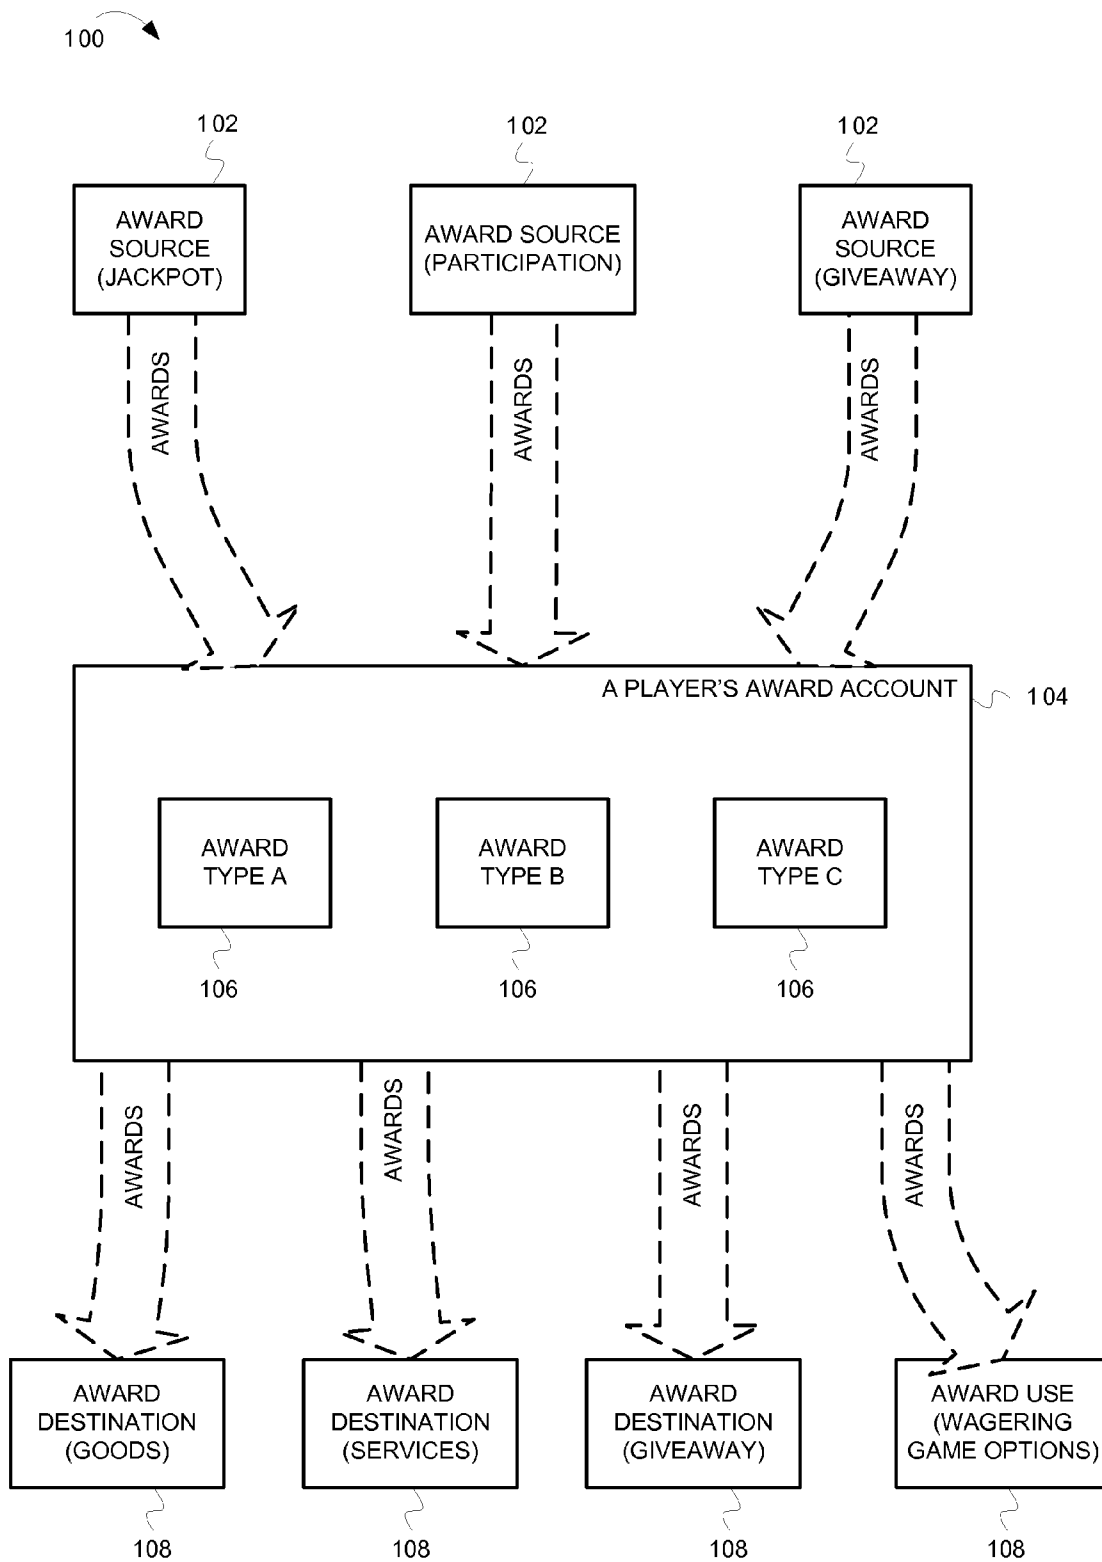 100
102
102
102
AWARD
SOURCE
(JACKPOT)
AWARD SOURCE
(PARTICIPATION)
AWARD
SOURCE
(GIVEAWAY)
AWARDS
AWARDS
AWARDS
A PLAYER'S AWARD ACCOUNT
104
AWARD
TYPE A
AWARD
TYPE B
AWARD
TYPE C
106
106
106
AWARDS
AWARDS
AWARDS
AWARDS
AWARD
DESTINATION
(GOODS)
AWARD
DESTINATION
(SERVICES)
AWARD
DESTINATION
(GIVEAWAY)
AWARD USE
(WAGERING
GAME OPTIONS)
108
108
108
108